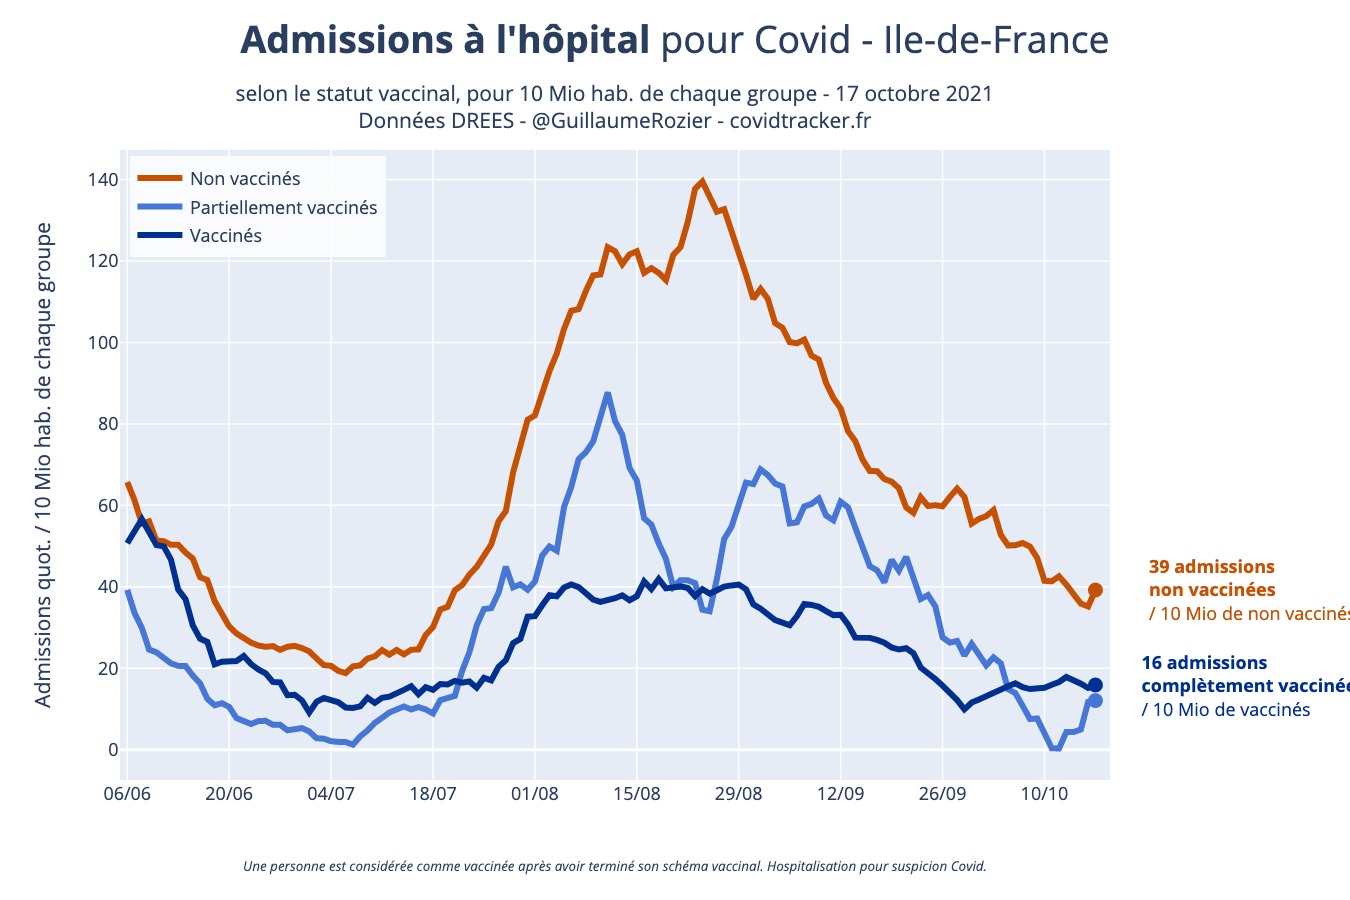 Admissions à l'hôpital pour Covid - Ile-de-France
selon le statut vaccinal, pour 10 Mio hab. de chaque groupe - 17 octobre 2021
Données DREES - @GuillaumeRozier - covidtracker.fr
Non vaccinés
Partiellement vaccinés
Vaccinés
Admissions quot. / 10 Mio hab. de chaque groupe
140
120
100
80
60
40
20
0
06/06
20/06
04/07
18/07
01/08
15/08
29/08
12/09
26/09
10/10
39 admissions
non vaccinées
/ 10 Mio de non vaccinés
16 admissions
complètement vaccinée
/ 10 Mio de vaccinés
Une personne est considérée comme vaccinée après avoir terminé son schéma vaccinal. Hospitalisation pour suspicion Covid.